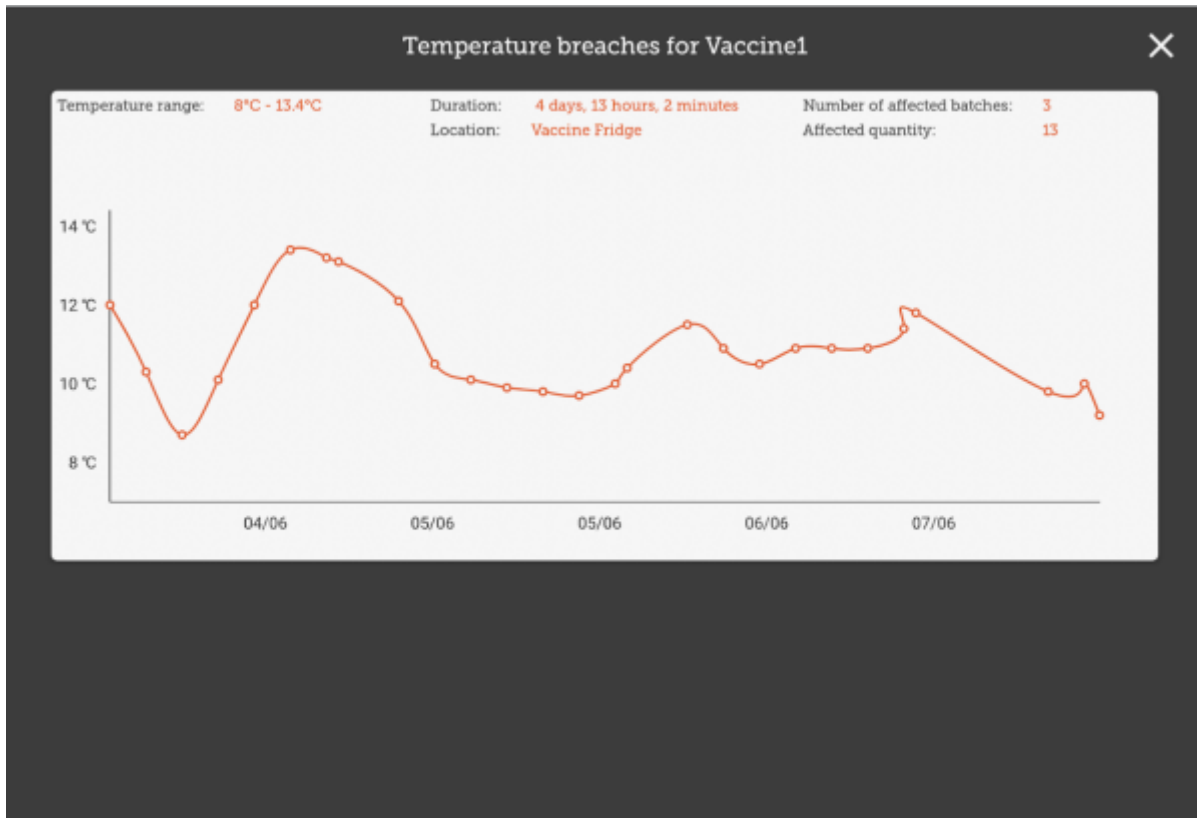 Temperature breaches for Vaccine1
Temperature range: 8°C - 13.4°C Duration: 4 days, 13 hours, 2 minutes Number of affected batches: 3
Location: Vaccine Fridge Affected quantity: 13
14 °C
12 °C
10 °C
8 °C
04/06 05/06 05/06 06/06 07/06